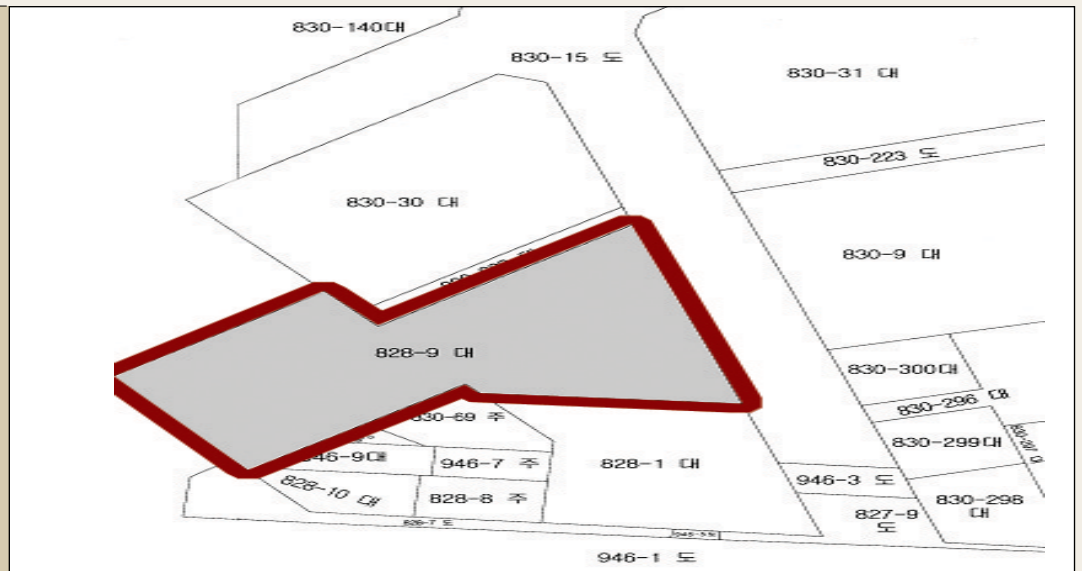 830-140대
830-15 도
830-31 대
830-223 도
830-30 대
830-9 대
828-9 대
830-300대
830-296 대
830-69 주
830-299대
946-9대
946-7 주
828-1 대
946-3 도
828-10 대
828-8 주
830-298
대
827-9
도
828-7 도
946-1 도